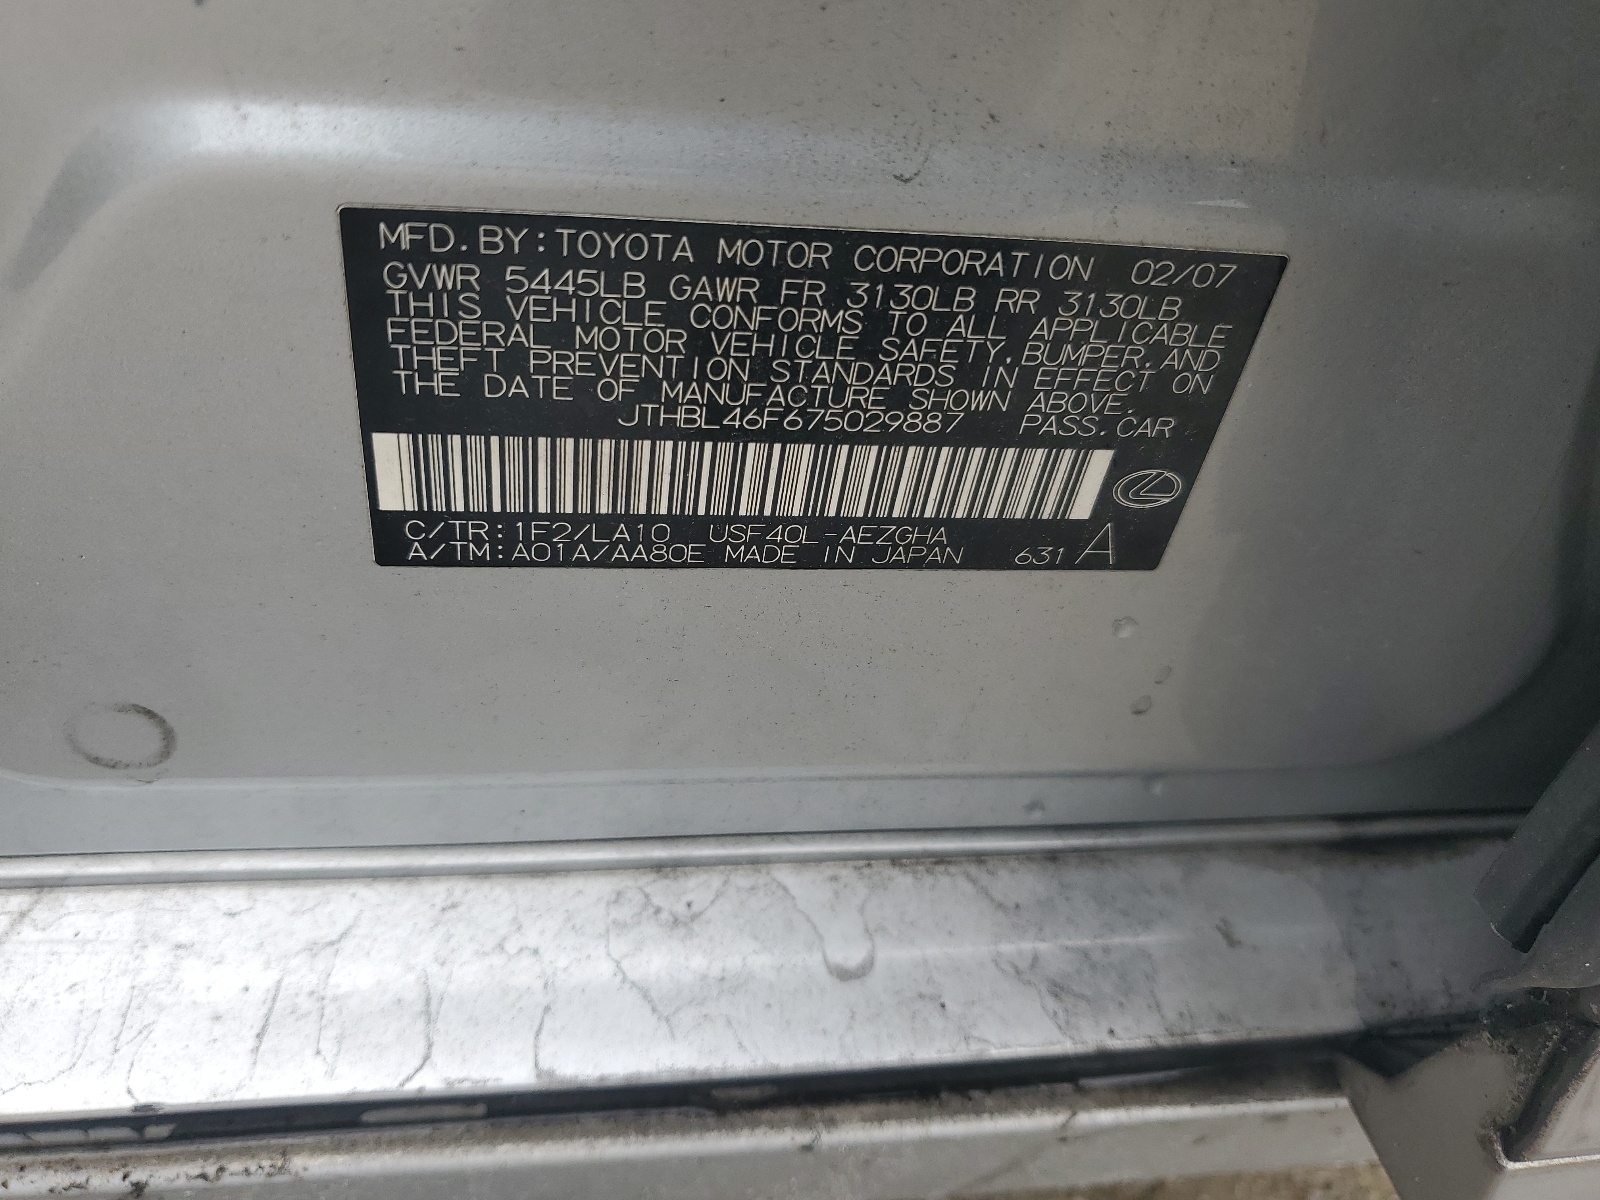 MFD. BY: TOYOTA MOTOR CORPORATION 02/07
GVWR 5445LB GAWR FR 3130LB RR 3130LB
THIS VEHICLE CONFORMS TO ALL APPLICABLE
FEDERAL MOTOR VEHICLE SAFETY, BUMPER, AND
THEFT PREVENTION STANDARDS IN EFFECT ON
THE DATE OF MANUFACTURE SHOWN ABOVE.
JTHBL46F675029887 PASS. CAR
C/TR: 1F2/LA10 USF40L-AEZGHA
A/TM: A01A/AA80E MADE IN JAPAN 631 A